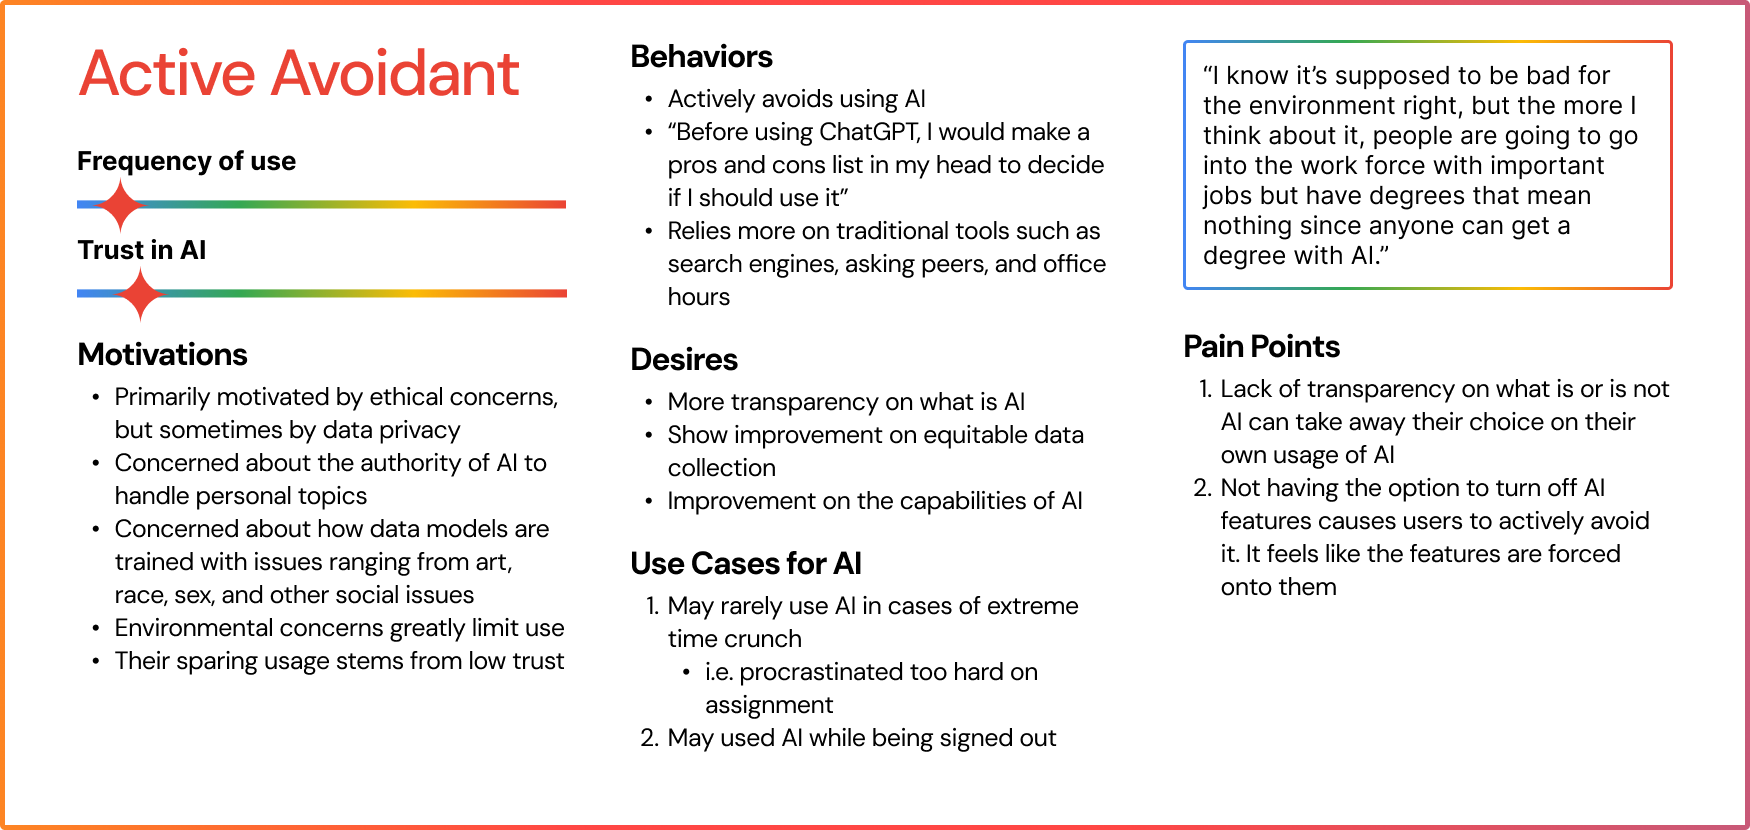 Active Avoidant
Frequency of use
Trust in AI
Motivations
• Primarily motivated by ethical concerns,
but sometimes by data privacy
• Concerned about the authority of AI to
handle personal topics
• Concerned about how data models are
trained with issues ranging from art,
race, sex, and other social issues
• Environmental concerns greatly limit use
• Their sparing usage stems from low trust
Behaviors
• Actively avoids using AI
• “Before using ChatGPT, I would make a
pros and cons list in my head to decide
if I should use it”
• Relies more on traditional tools such as
search engines, asking peers, and office
hours
Desires
• More transparency on what is AI
• Show improvement on equitable data
collection
• Improvement on the capabilities of AI
Use Cases for AI
1. May rarely use AI in cases of extreme
time crunch
• i.e. procrastinated too hard on
assignment
2. May used AI while being signed out
“I know it’s supposed to be bad for
the environment right, but the more I
think about it, people are going to go
into the work force with important
jobs but have degrees that mean
nothing since anyone can get a
degree with AI.”
Pain Points
1. Lack of transparency on what is or is not
AI can take away their choice on their
own usage of AI
2. Not having the option to turn off AI
features causes users to actively avoid
it. It feels like the features are forced
onto them